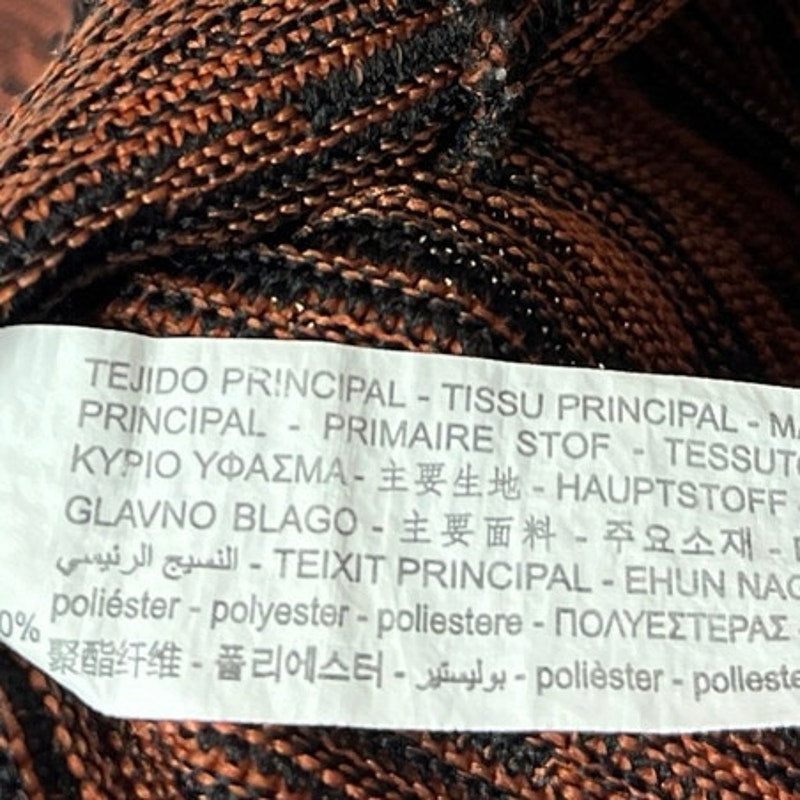 TEJIDO PRINCIPAL - TISSU PRINCIPAL -
PRINCIPAL - PRIMAIRE STOF -
ΚΥΡΙΟ ΥΦΑΣΜΑ - 主要生地 - HAUPTSTOFF
GLAVNO BLAGO - 主要面料 - 주요소재 -
النسيج الرئيسي - TEIXIT PRINCIPAL - EHUN
poliéster - polyester - poliestere - ΠΟΛΥΕΣΤΕΡΑΣ
聚酯纤维 - 폴리에스터 - بوليستير - polièster -